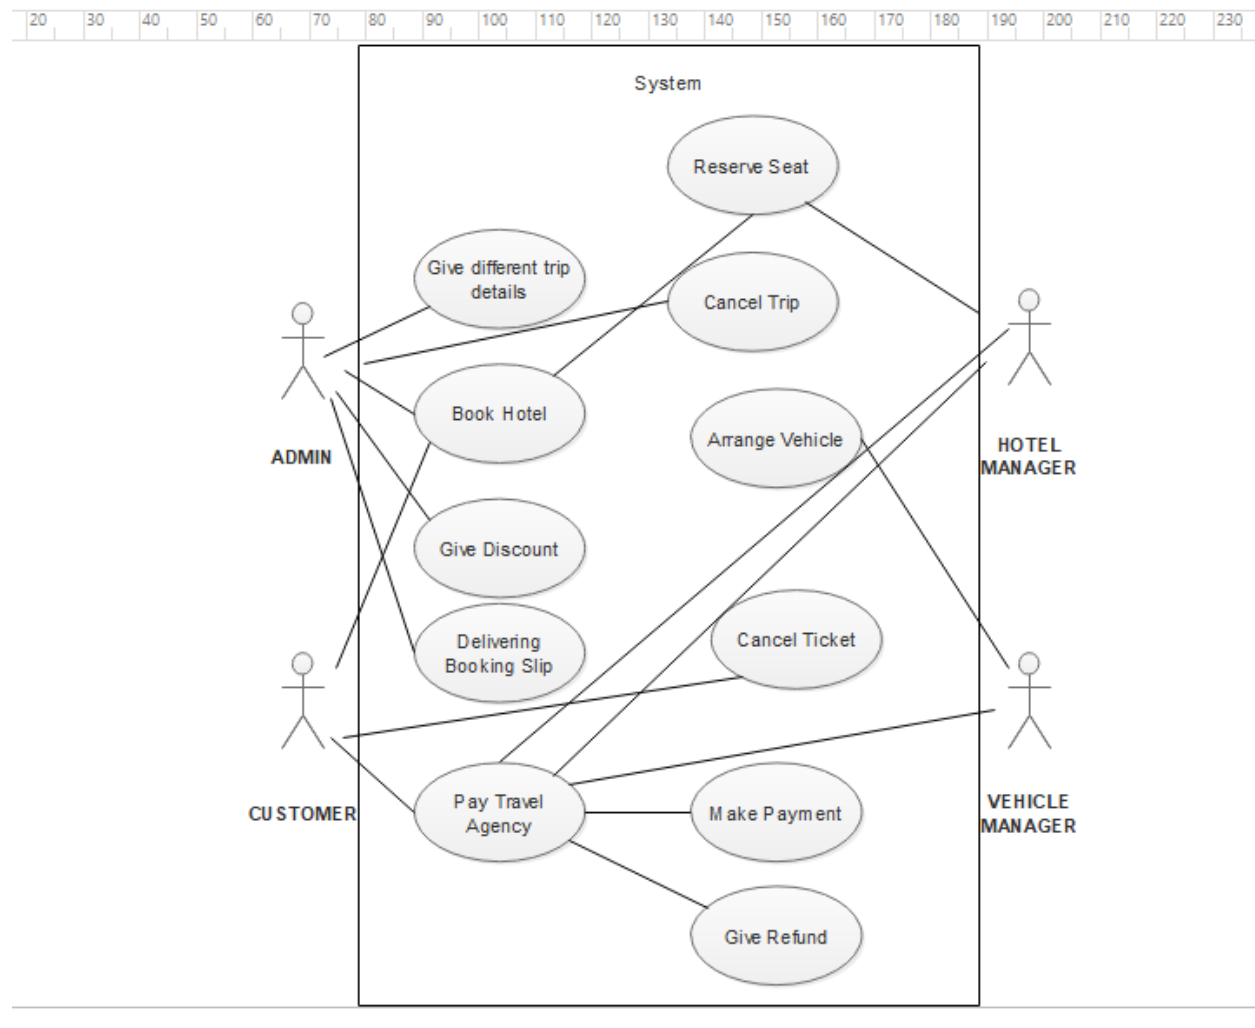 20 30 40 50 60 70 80 90 100 110 120 130 140 150 160 170 180 190 200 210 220 230
System
Reserve Seat
Give different trip
details
Cancel Trip
Book Hotel
Arrange Vehicle
ADMIN
HOTEL
MANAGER
Give Discount
Delivering
Booking Slip
Cancel Ticket
CUSTOMER
Pay Travel
Agency
Make Payment
VEHICLE
MANAGER
Give Refund